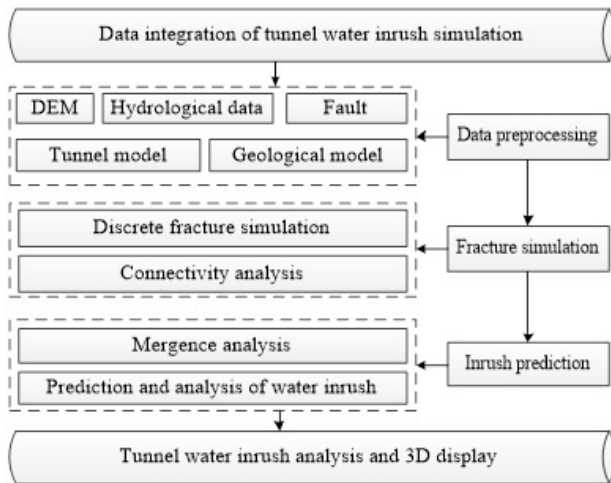 Data integration of tunnel water inrush simulation
DEM
Hydrological data
Fault
Tunnel model
Geological model
Data preprocessing
Discrete fracture simulation
Connectivity analysis
Fracture simulation
Mergence analysis
Prediction and analysis of water inrush
Inrush prediction
Tunnel water inrush analysis and 3D display